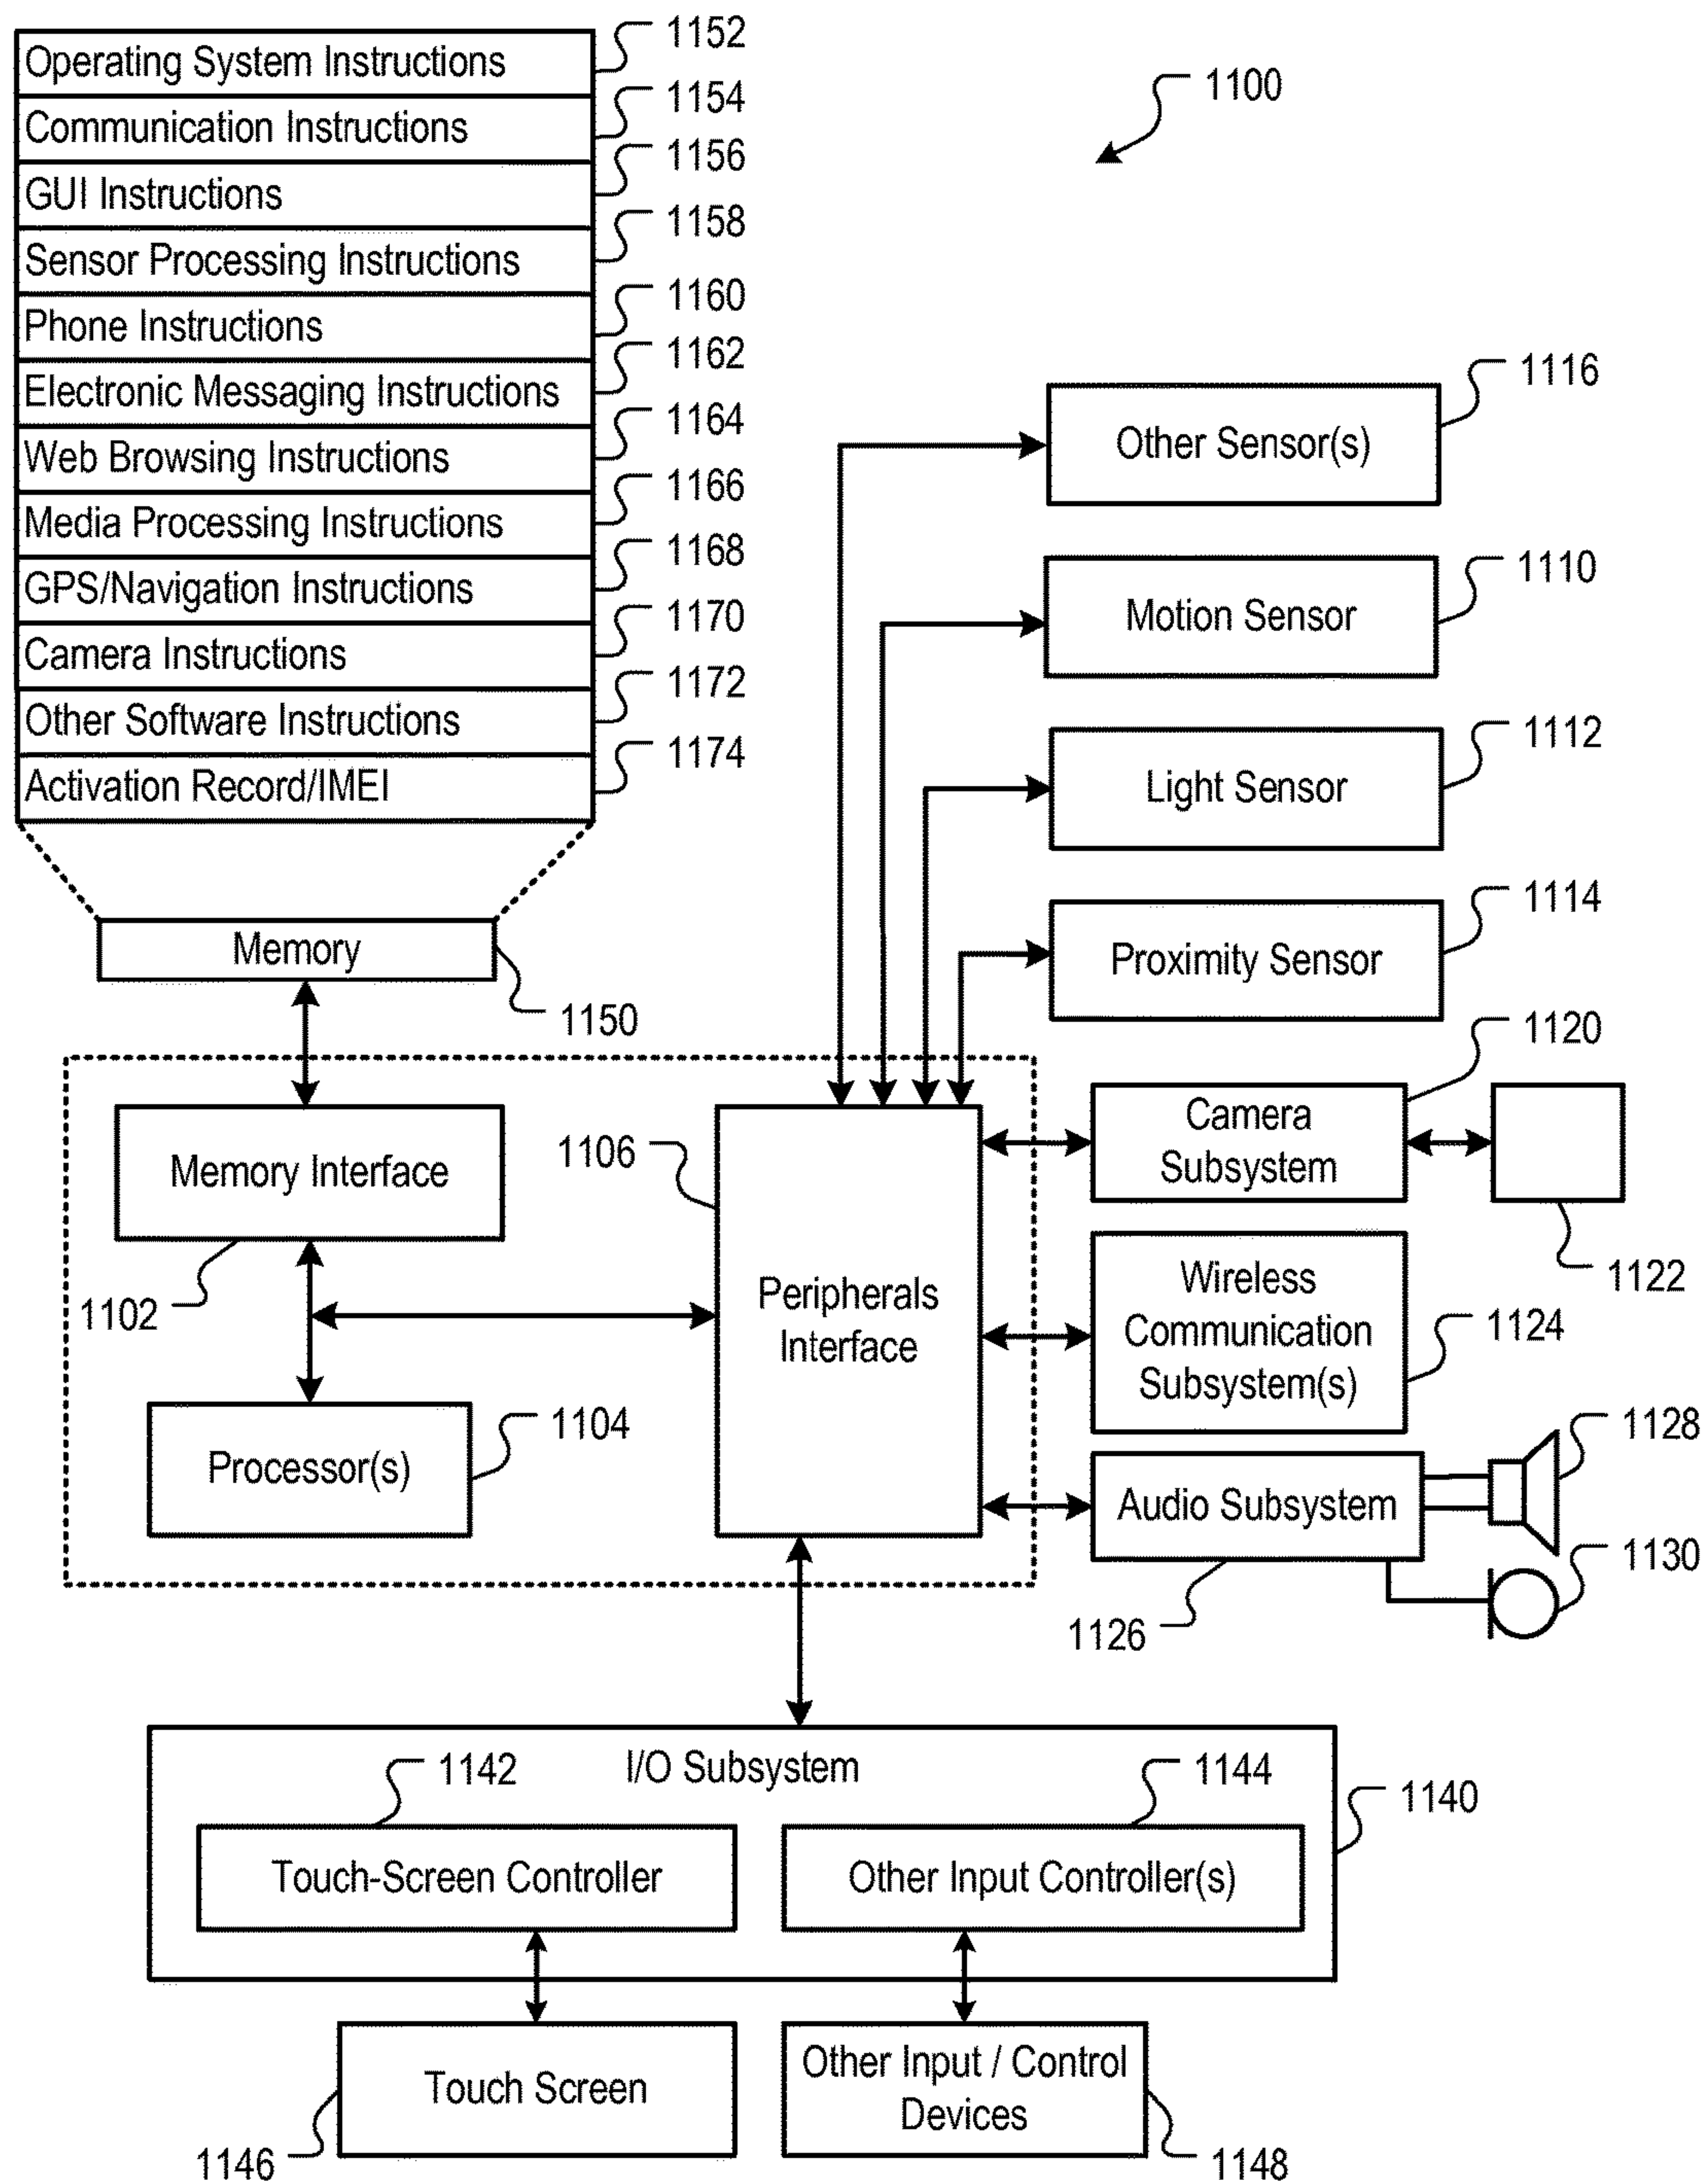 1152
Operating System Instructions
1154
Communication Instructions
1156
GUI Instructions
1158
Sensor Processing Instructions
1160
Phone Instructions
1162
Electronic Messaging Instructions
1164
Web Browsing Instructions
1166
Media Processing Instructions
1168
GPS/Navigation Instructions
1170
Camera Instructions
1172
Other Software Instructions
1174
Activation Record/IMEI
Memory
1150
1100
1116
Other Sensor(s)
1110
Motion Sensor
1112
Light Sensor
1114
Proximity Sensor
1120
Camera
Subsystem
1122
Memory Interface
1102
1106
Peripherals
Interface
Wireless
Communication
Subsystem(s)
1124
Processor(s)
1104
Audio Subsystem
1128
1130
1126
I/O Subsystem
1142
1144
1140
Touch-Screen Controller
Other Input Controller(s)
Touch Screen
1146
Other Input / Control
Devices
1148